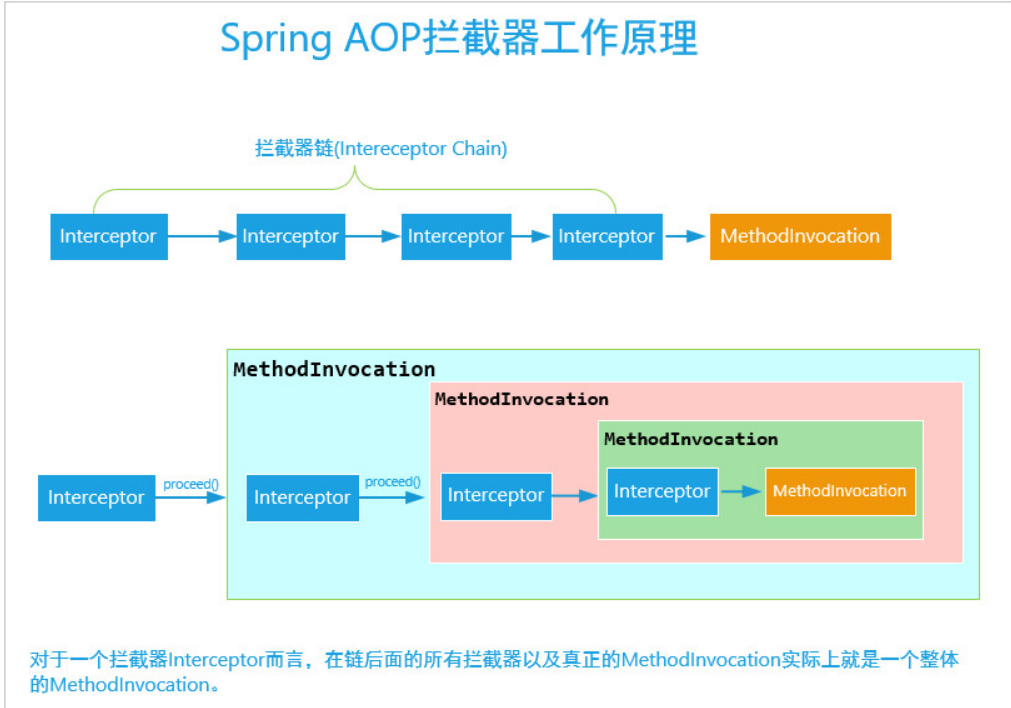 Spring AOP拦截器工作原理
拦截器链(Intereceptor Chain)
Interceptor
Interceptor
Interceptor
Interceptor
MethodInvocation
MethodInvocation
MethodInvocation
MethodInvocation
Interceptor
proceed()
Interceptor
proceed()
Interceptor
Interceptor
MethodInvocation
对于一个拦截器Interceptor而言，在链后面的所有拦截器以及真正的MethodInvocation实际上就是一个整体
的MethodInvocation。